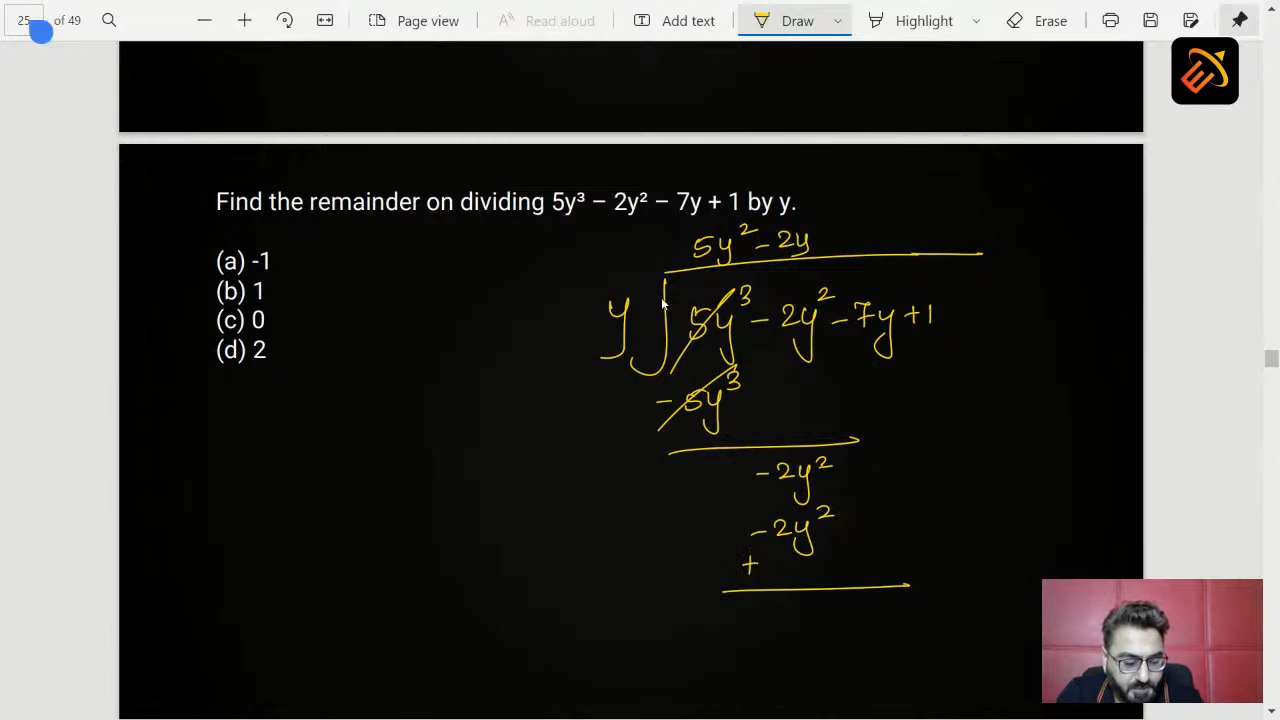 25 of 49 Page view Read aloud Add text Draw Highlight Erase
Find the remainder on dividing 5y³ − 2y² − 7y + 1 by y.
(a) -1
(b) 1
(c) 0
(d) 2
5y² - 2y
y 5y³ - 2y² - 7y + 1
- 5y³
-2y²
-2y²
+